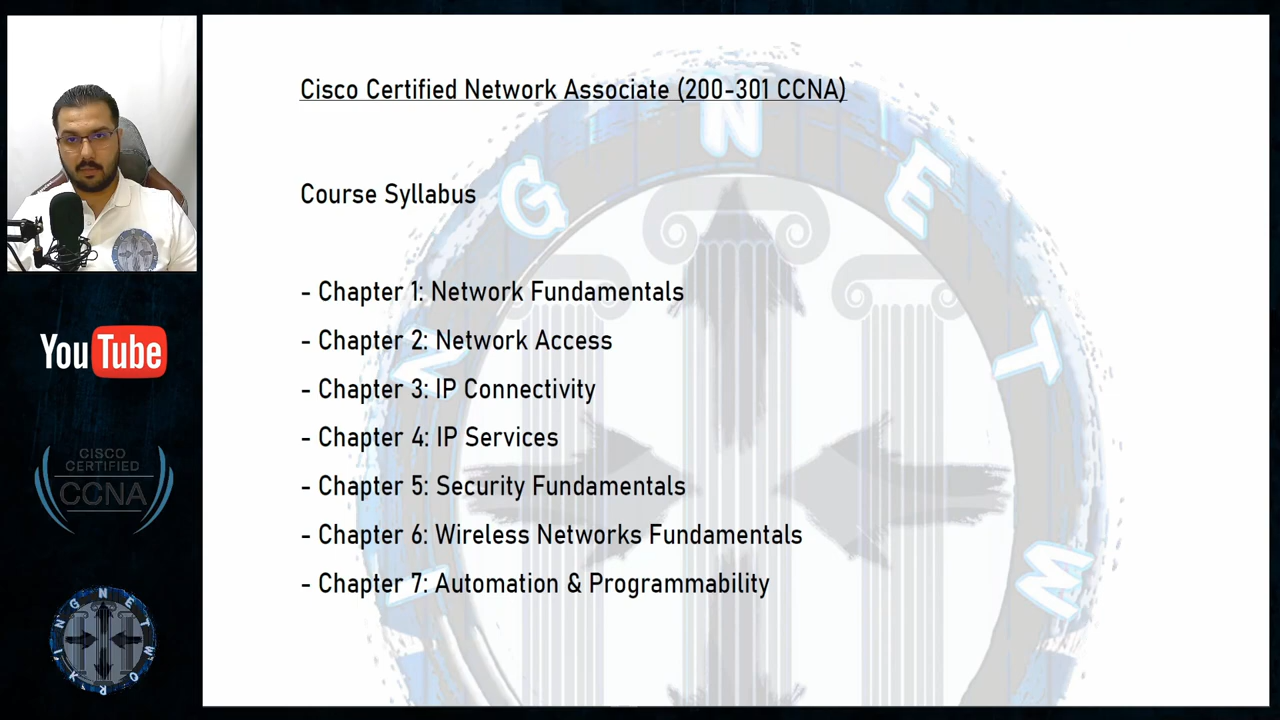 Cisco Certified Network Associate (200-301 CCNA)
Course Syllabus
- Chapter 1: Network Fundamentals
- Chapter 2: Network Access
- Chapter 3: IP Connectivity
- Chapter 4: IP Services
- Chapter 5: Security Fundamentals
- Chapter 6: Wireless Networks Fundamentals
- Chapter 7: Automation & Programmability
YouTube
CISCO
CERTIFIED
CCNA
NETWORKING